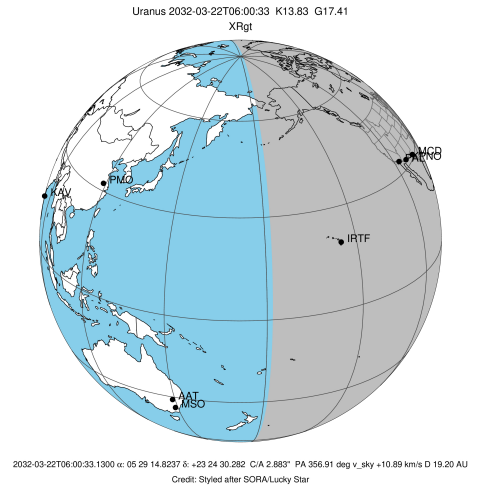 Uranus 2032-03-22T06:00:33 K13.83 G17.41
XRgt
MCD
PMO
KAV
IRTF
AAT
MSO
2032-03-22T06:00:33.1300 α: 05 29 14.8237 δ: +23 24 30.282 C/A 2.883" PA 356.91 deg v_sky +10.89 km/s D 19.20 AU
Credit: Styled after SORA/Lucky Star